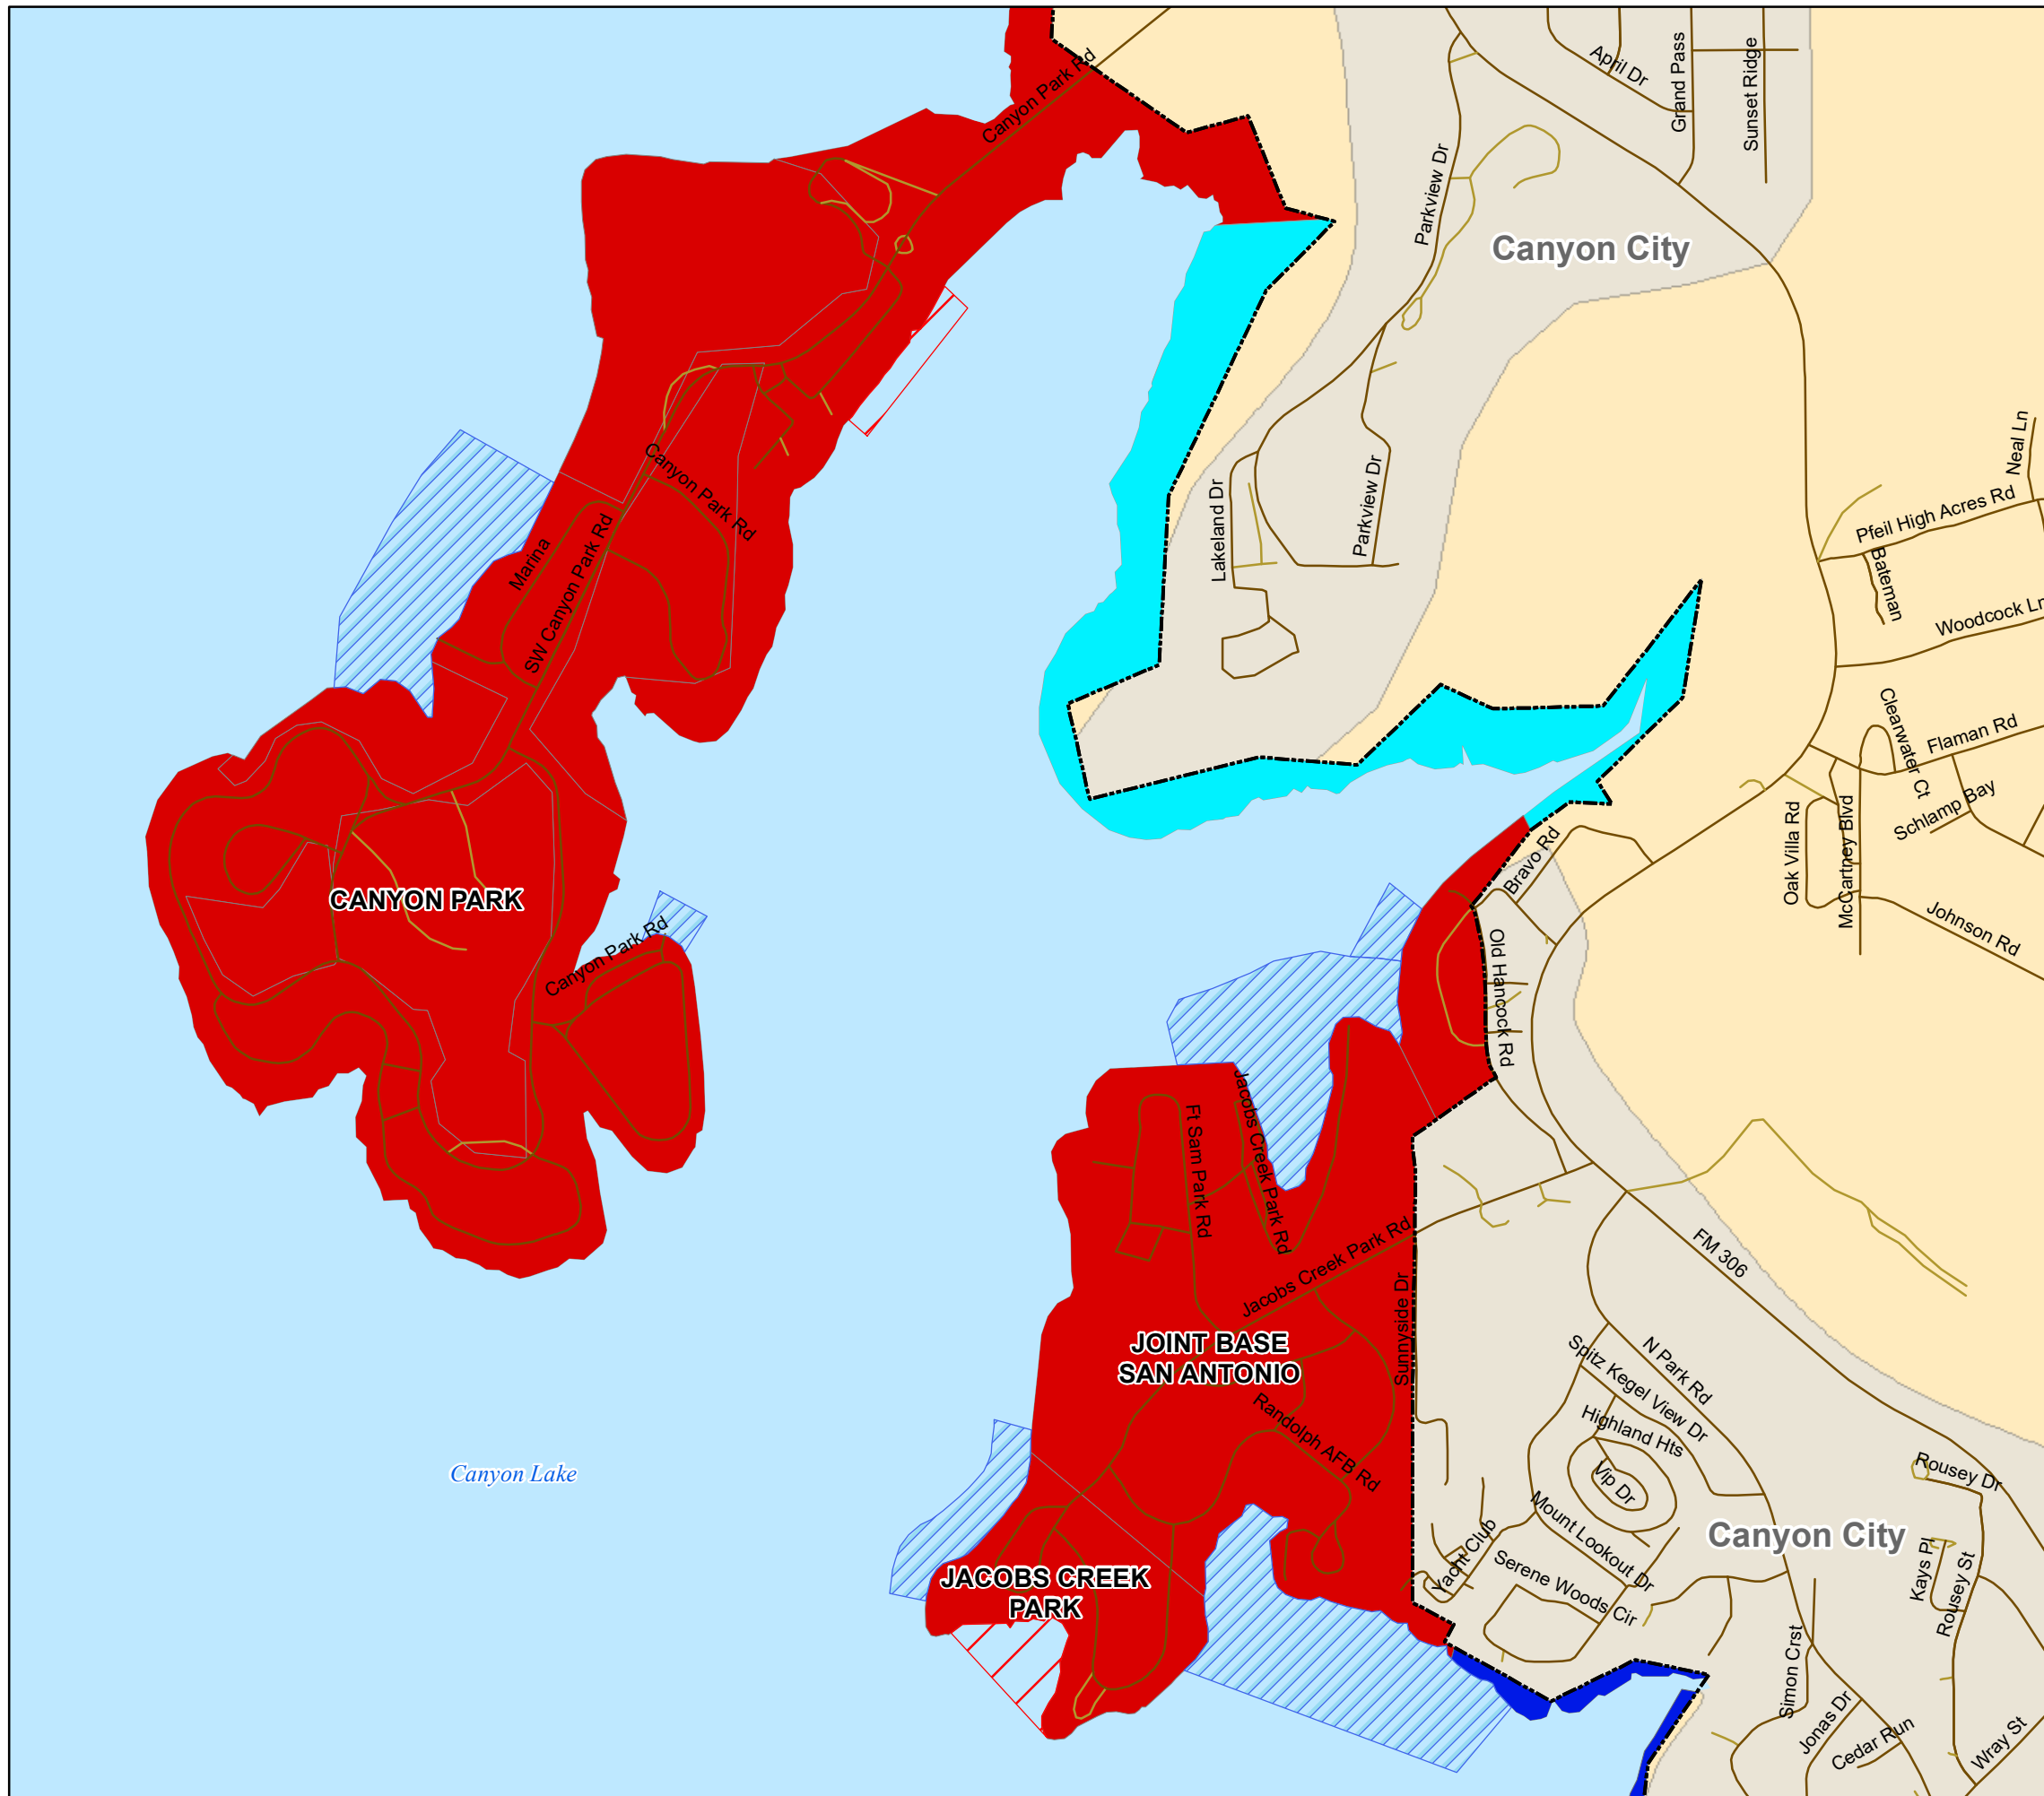 April Dr
Grand Pass
Sunset Ridge
Canyon Park Rd
Parkview Dr
Canyon City
Neal Ln
Canyon Park Rd
Parkview Dr
Lakeland Dr
Pfeil High Acres Rd
Bateman
Marina
SW Canyon Park Rd
Woodcock Ln
Clearwater Ct
Flaman Rd
Schlamp Bay
McCartney Blvd
Oak Villa Rd
Bravo Rd
CANYON PARK
Johnson Rd
Canyon Park Rd
Old Hancock Rd
Jacobs Creek Park Rd
Ft Sam Park Rd
Jacobs Creek Park Rd
FM 306
Sunnyside Dr
JOINT BASE
SAN ANTONIO
N Park Rd
Spitz Kegel View Dr
Highland Hts
Randolph AFB Rd
Vip Dr
Canyon Lake
Rousey Dr
Mount Lookout Dr
Canyon City
Yacht Club
Serene Woods Cir
Kays Pl
Rousey St
JACOBS CREEK
PARK
Simon Crst
Jonas Dr
Cedar Run
Wray St